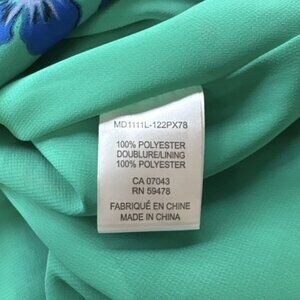 MD1111L-122PX78
100% POLYESTER
DOUBLURE/LINING
100% POLYESTER
CA 07043
RN 59478
FABRIQUÉ EN CHINE
MADE IN CHINA